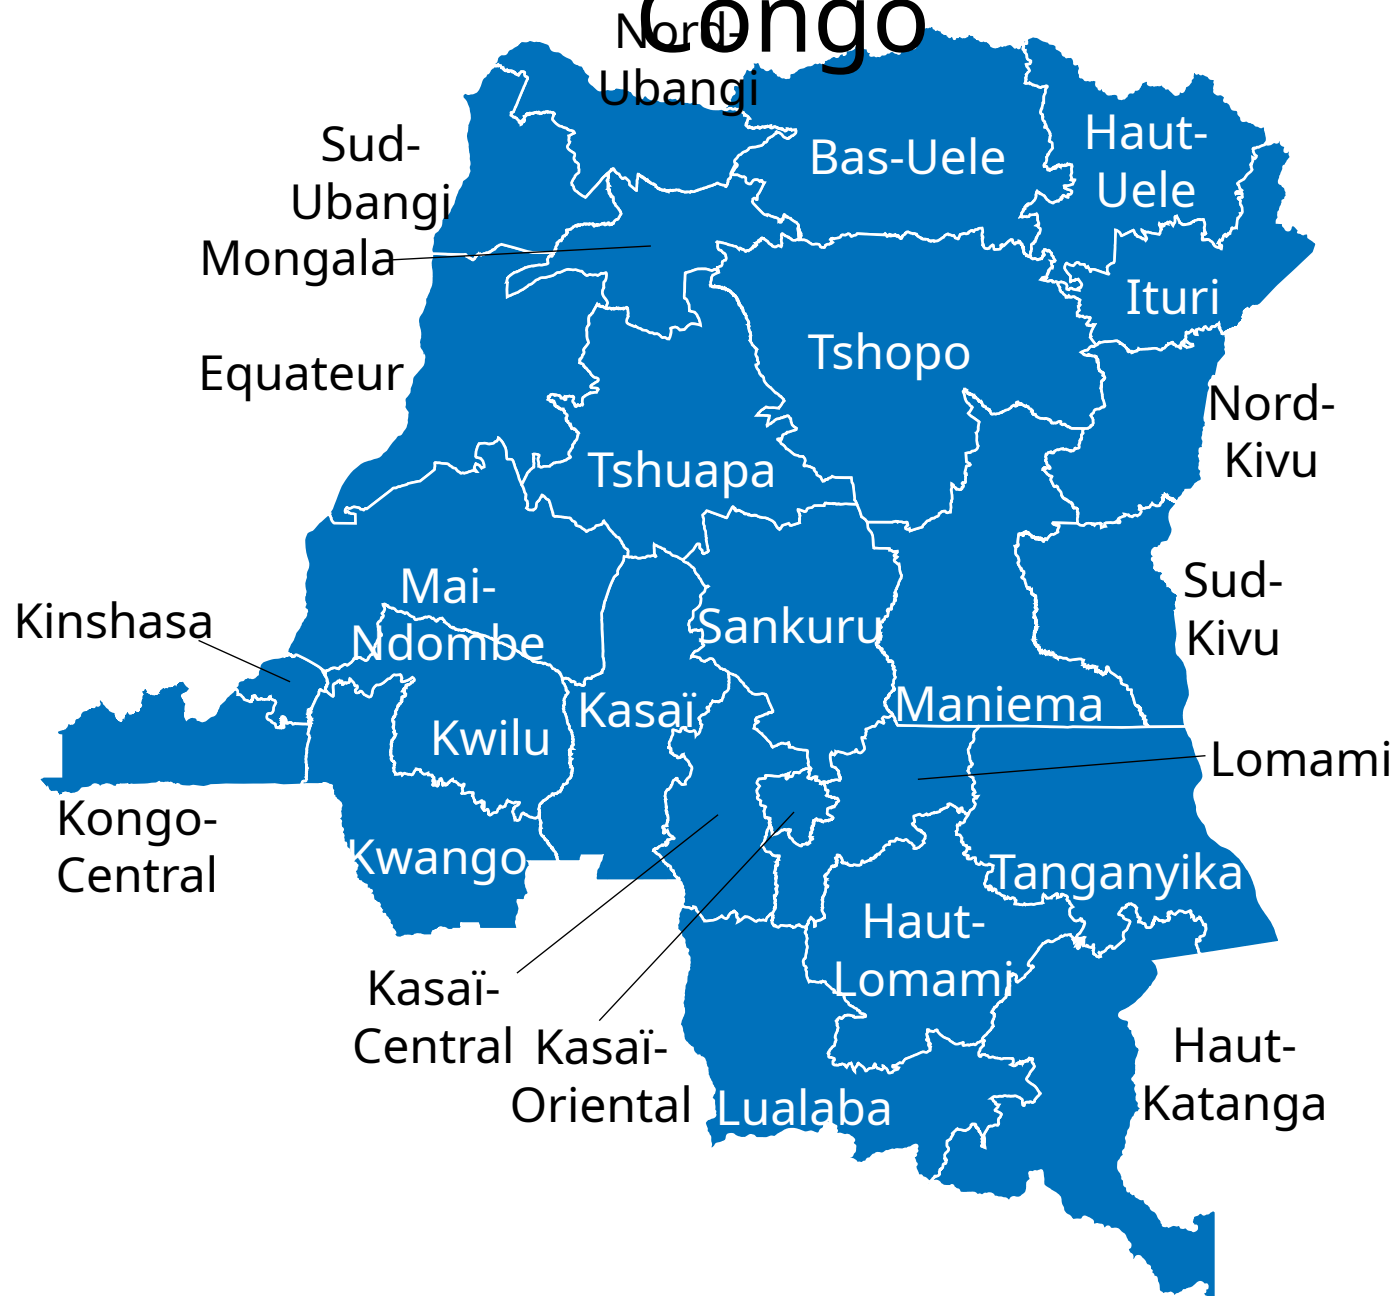 Congo
Nord-
Ubangi
Sud-
Ubangi
Bas-Uele
Haut-
Uele
Mongala
Ituri
Equateur
Tshopo
Nord-
Kivu
Tshuapa
Mai-
Ndombe
Sud-
Kivu
Kinshasa
Sankuru
Kasaï
Maniema
Kwilu
Lomami
Kongo-
Central
Kwango
Tanganyika
Haut-
Lomami
Kasaï-
Central
Kasaï-
Oriental
Haut-
Katanga
Lualaba